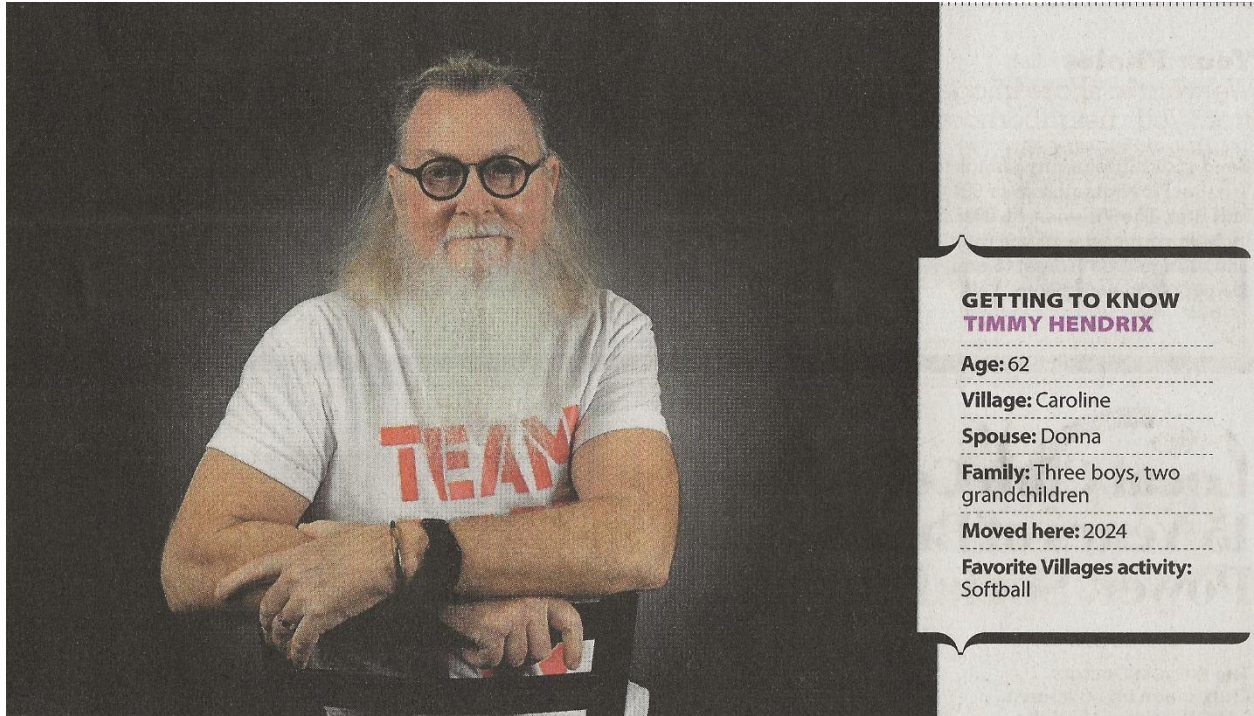 TEAM
GETTING TO KNOW
TIMMY HENDRIX
Age: 62
Village: Caroline
Spouse: Donna
Family: Three boys, two
grandchildren
Moved here: 2024
Favorite Villages activity:
Softball